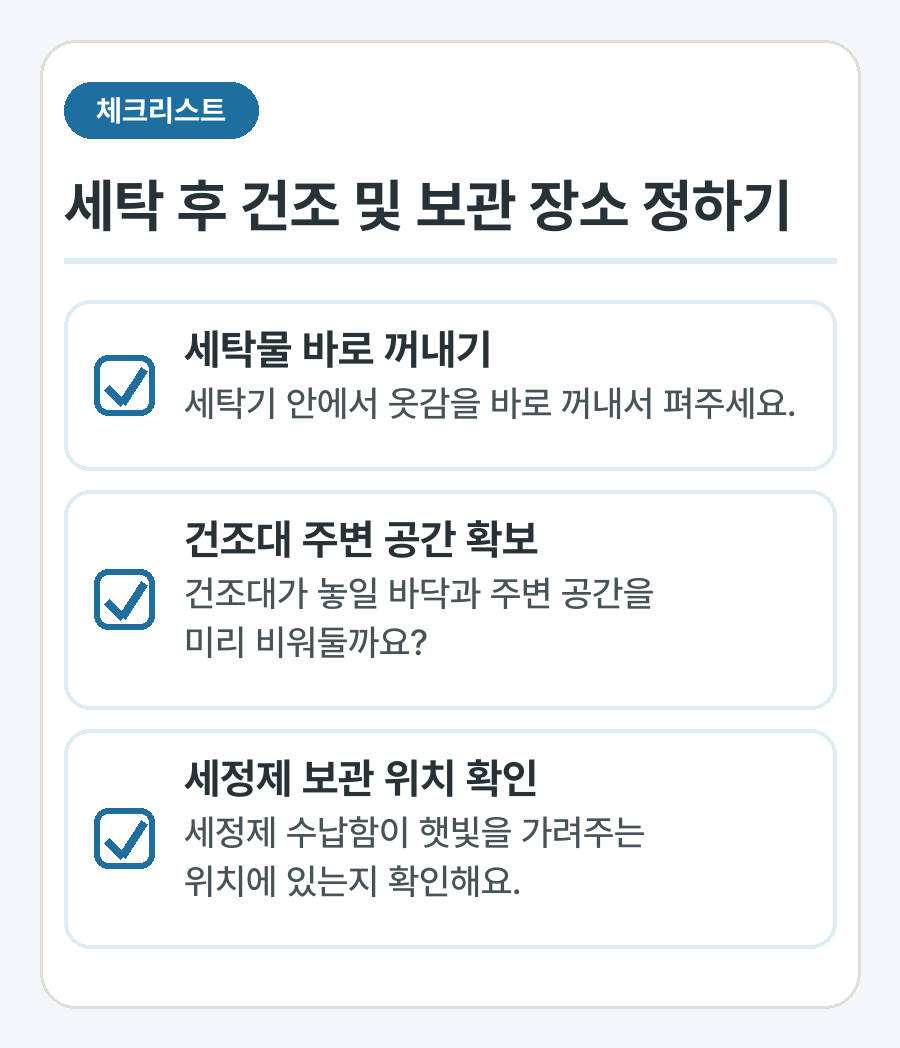 체크리스트
세탁 후 건조 및 보관 장소 정하기
세탁물 바로 꺼내기
세탁기 안에서 옷감을 바로 꺼내서 펴주세요.
건조대 주변 공간 확보
건조대가 놓일 바닥과 주변 공간을
미리 비워둘까요?
세정제 보관 위치 확인
세정제 수납함이 햇빛을 가려주는
위치에 있는지 확인해요.